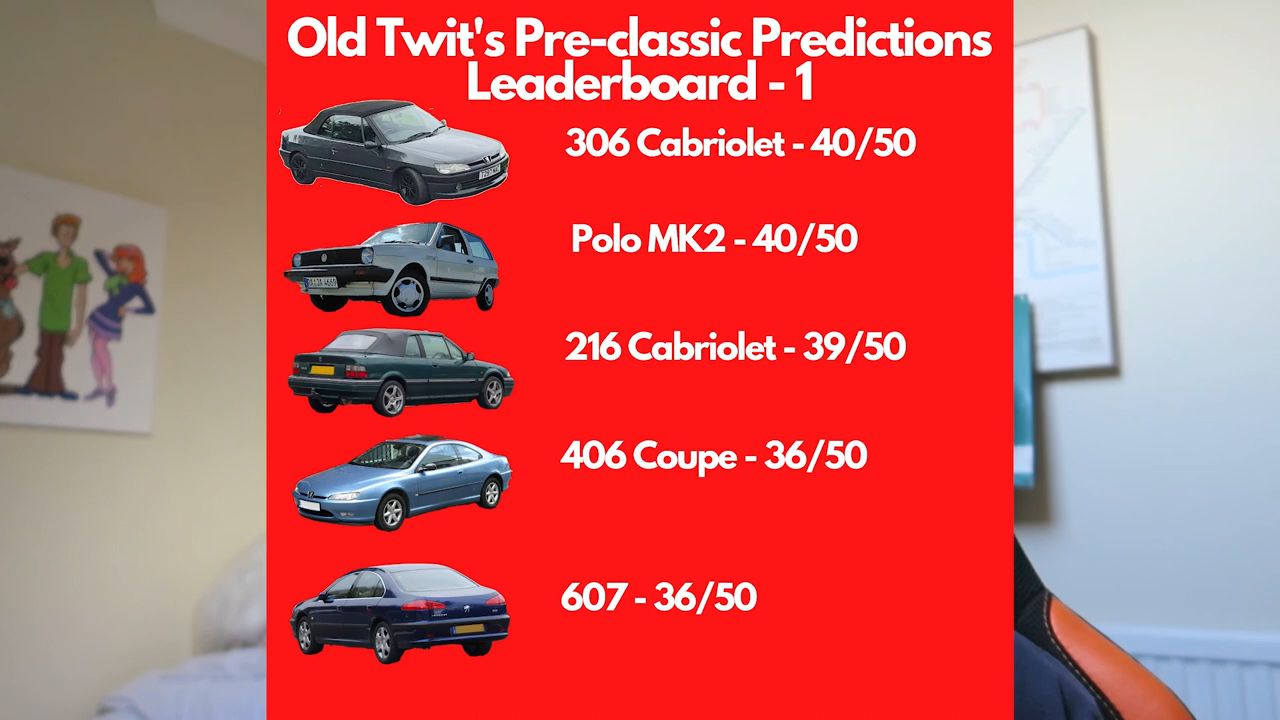 Old Twit's Pre-classic Predictions
Leaderboard - 1
306 Cabriolet - 40/50
Polo MK2 - 40/50
216 Cabriolet - 39/50
406 Coupe - 36/50
607 - 36/50